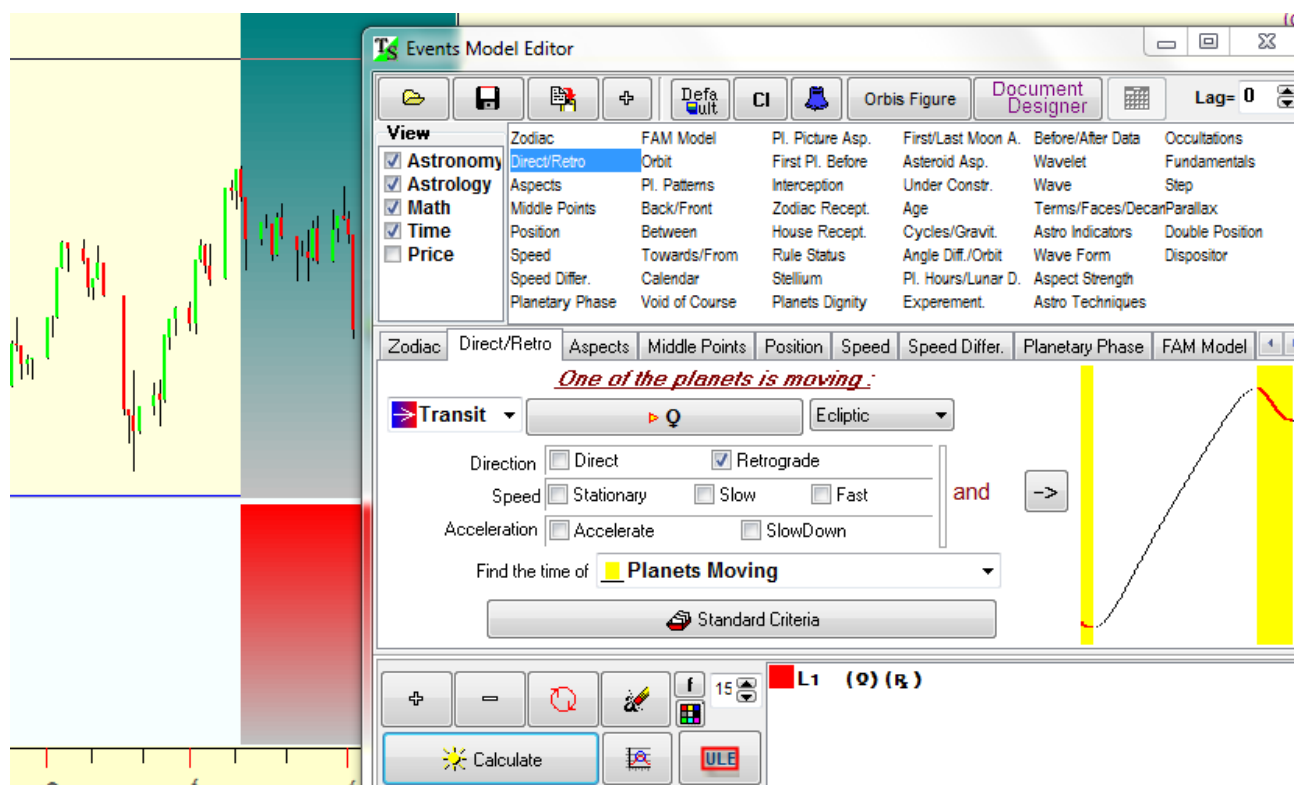 TS Events Model Editor
Default CI Orbis Figure Document Designer Lag= 0
View
Astronomy
Astrology
Math
Time
Price
Zodiac FAM Model Pl. Picture Asp. First/Last Moon A. Before/After Data Occultations
Direct/Retro Orbit First Pl. Before Asteroid Asp. Wavelet Fundamentals
Aspects Pl. Patterns Interception Under Constr. Wave Step
Middle Points Back/Front Zodiac Recept. Age Terms/Faces/Decan Parallax
Position Between House Recept. Cycles/Gravit. Astro Indicators Double Position
Speed Towards/From Rule Status Angle Diff./Orbit Wave Form Dispositor
Speed Differ. Calendar Stellium Pl. Hours/Lunar D. Aspect Strength
Planetary Phase Void of Course Planets Dignity Experement. Astro Techniques
Zodiac Direct/Retro Aspects Middle Points Position Speed Speed Differ. Planetary Phase FAM Model
One of the planets is moving :
Transit ♀ Ecliptic
Direction Direct Retrograde
Speed Stationary Slow Fast
Acceleration Accelerate SlowDown
and ->
Find the time of Planets Moving
Standard Criteria
f 15
L1 (♀)(℞)
Calculate ULE